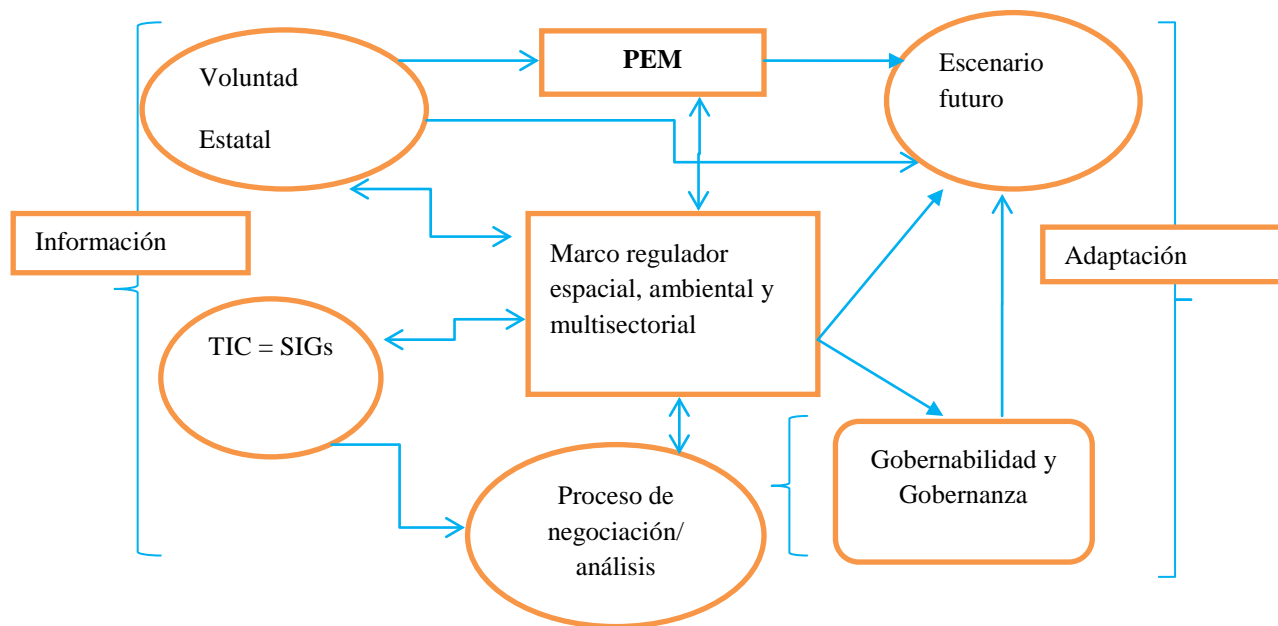 Voluntad
Estatal
PEM
Escenario
futuro
Información
Marco regulador
espacial, ambiental y
multisectorial
Adaptación
TIC = SIGs
Proceso de
negociación/
análisis
Gobernabilidad y
Gobernanza